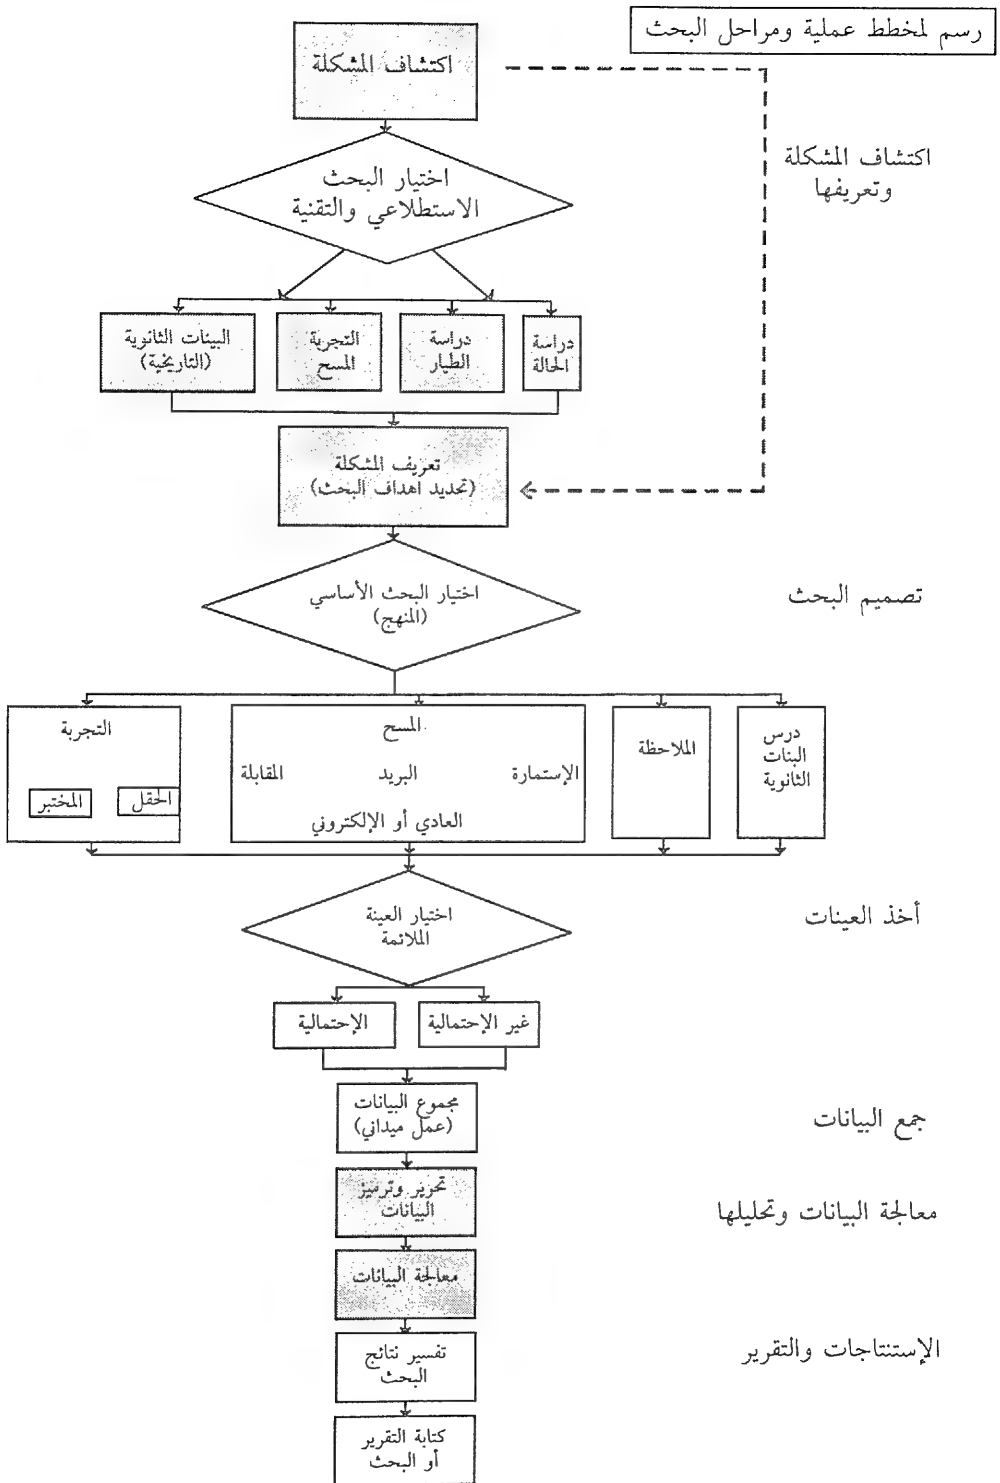 رسم لمخطط عملية ومراحل البحث
اكتشاف المشكلة
اكتشاف المشكلة
وتعريفها
اختيار البحث
الاستطلاعي والتقنية
دراسة
الحالة
دراسة
الطيار
التجربة
المسح
البينات الثانوية
(التاريخية)
تعريف المشكلة
(تحديد اهداف البحث)
تصميم البحث
اختيار البحث الأساسي
(المنهج)
درس
البنات
الثانوية
الملاحظة
المسح
الإستمارة البريد المقابلة
العادي أو الإلكتروني
التجربة
الحقل المختبر
أخذ العينات
اختيار العينة
الملائمة
غير الإحتمالية
الإحتمالية
جمع البيانات
مجموع البيانات
(عمل ميداني)
معالجة البيانات وتحليلها
تحرير وترميز
البيانات
معالجة البيانات
الإستنتاجات والتقرير
تفسير نتائج
البحث
كتابة التقرير
أو البحث